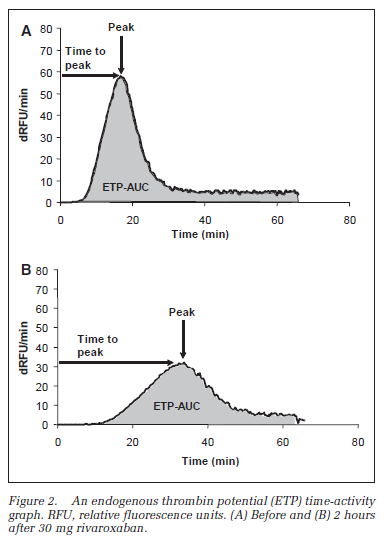 A
Peak
80
70
Time to
peak
60
50
40
30
20
10
0
dRFU/min
ETP-AUC
0 20 40 60 80
Time (min)
B
80
70
60
50
40
30
20
10
0
dRFU/min
Peak
Time to
peak
ETP-AUC
0 20 40 60 80
Time (min)
Figure 2. An endogenous thrombin potential (ETP) time-activity
graph. RFU, relative fluorescence units. (A) Before and (B) 2 hours
after 30 mg rivaroxaban.